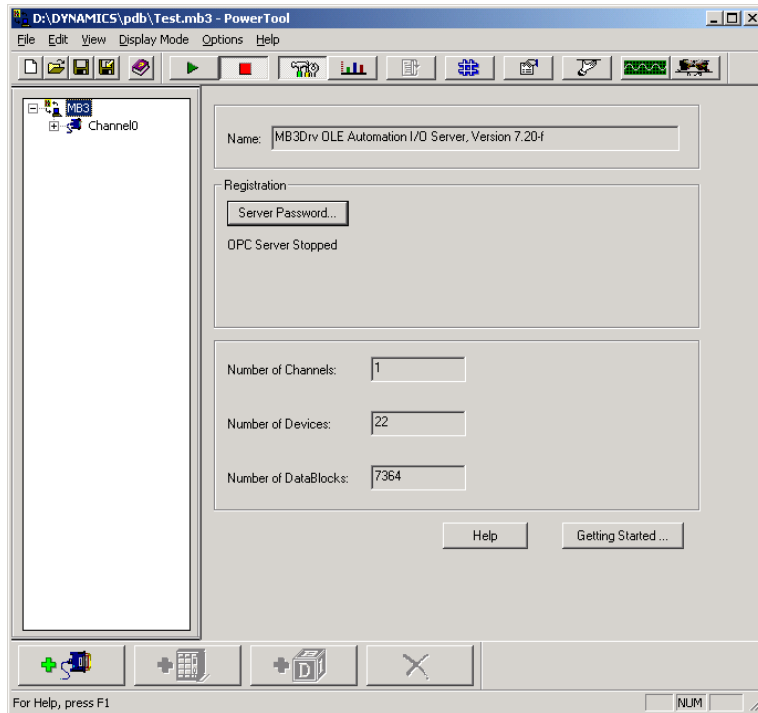 D:\DYNAMICS\pdb\Test.mb3 - PowerTool
File Edit View Display Mode Options Help
MB3
Channel0
Name: MB3Drv OLE Automation I/O Server, Version 7.20-f
Registration
Server Password...
OPC Server Stopped
Number of Channels: 1
Number of Devices: 22
Number of DataBlocks: 7364
Help Getting Started ...
D
For Help, press F1 NUM